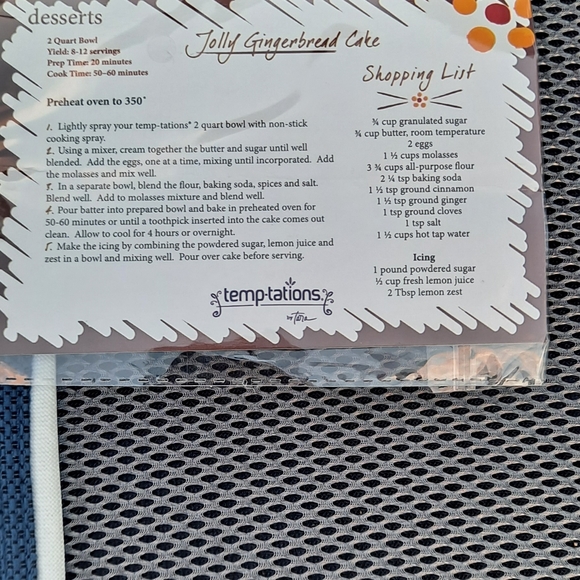 desserts
2 Quart Bowl
Yield: 8-12 servings
Prep Time: 20 minutes
Cook Time: 50-60 minutes
Jolly Gingerbread Cake
Preheat oven to 350°
1. Lightly spray your temp-tations® 2 quart bowl with non-stick
cooking spray.
2. Using a mixer, cream together the butter and sugar until well
blended. Add the eggs, one at a time, mixing until incorporated. Add
the molasses and mix well.
3. In a separate bowl, blend the flour, baking soda, spices and salt.
Blend well. Add to molasses mixture and blend well.
4. Pour batter into prepared bowl and bake in preheated oven for
50-60 minutes or until a toothpick inserted into the cake comes out
clean. Allow to cool for 4 hours or overnight.
5. Make the icing by combining the powdered sugar, lemon juice and
zest in a bowl and mixing well. Pour over cake before serving.
Shopping List
¾ cup granulated sugar
¾ cup butter, room temperature
2 eggs
1 ½ cups molasses
3 ¾ cups all-purpose flour
2 ¼ tsp baking soda
1 ½ tsp ground cinnamon
1 ½ tsp ground ginger
1 tsp ground cloves
1 tsp salt
1 ½ cups hot tap water
Icing
1 pound powdered sugar
½ cup fresh lemon juice
2 Tbsp lemon zest
temp-tations®
by Tara